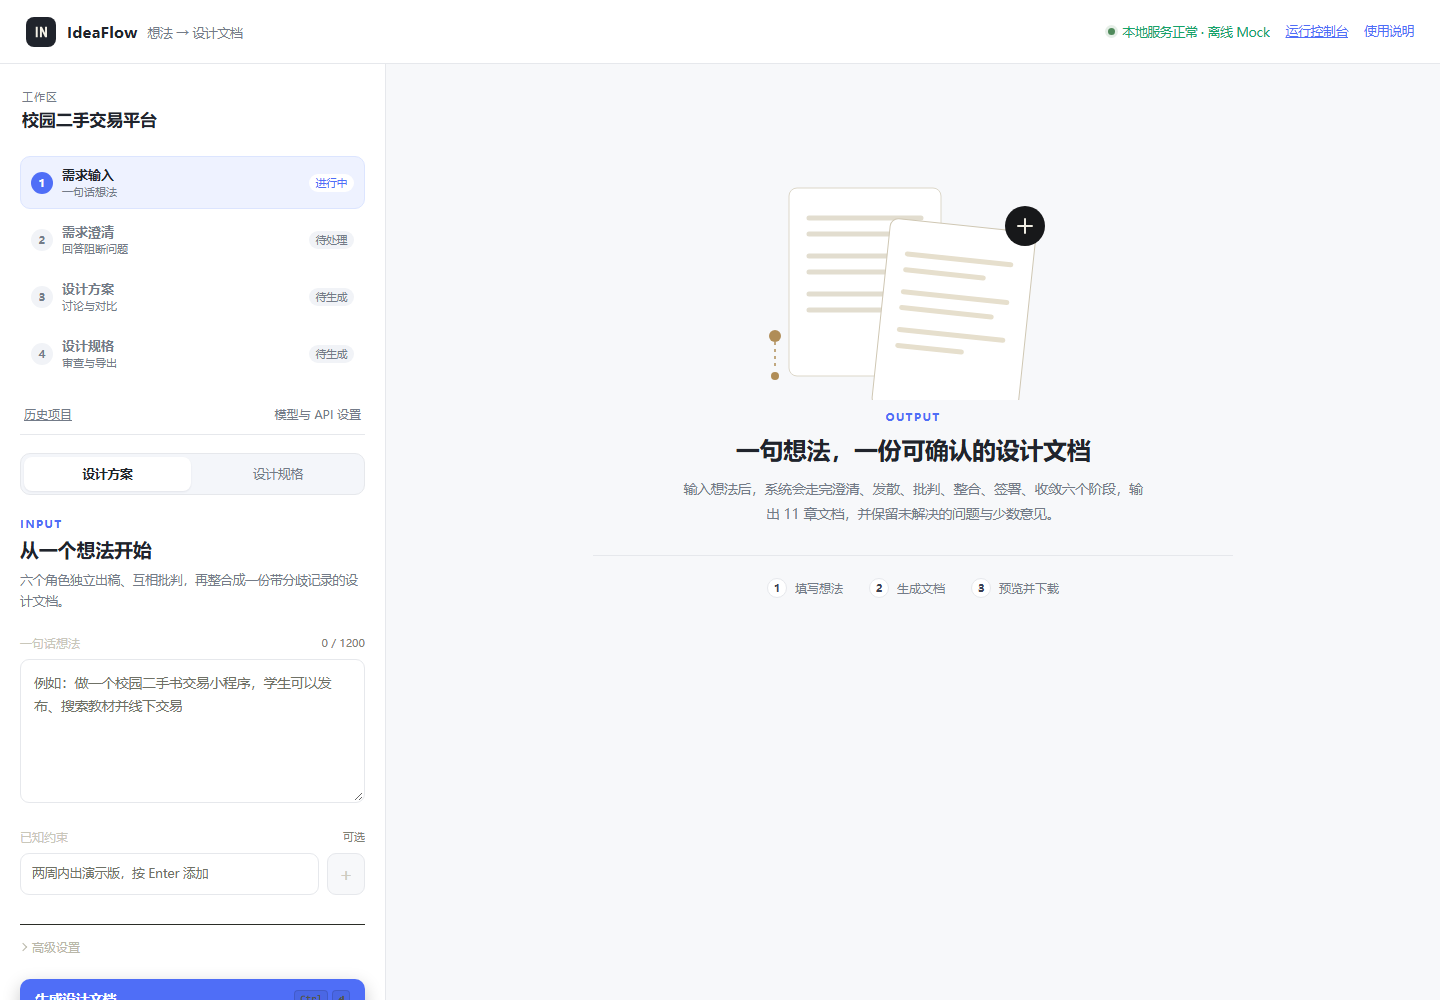 IN IdeaFlow 想法 → 设计文档
本地服务正常 · 离线 Mock 运行控制台 使用说明
工作区
校园二手交易平台
1 需求输入 进行中
一句话想法
2 需求澄清 待处理
回答阻断问题
3 设计方案 待生成
讨论与对比
4 设计规格 待生成
审查与导出
历史项目 模型与 API 设置
设计方案 设计规格
INPUT
从一个想法开始
六个角色独立出稿、互相批判，再整合成一份带分歧记录的设
计文档。
一句话想法 0 / 1200
例如：做一个校园二手书交易小程序，学生可以发
布、搜索教材并线下交易
已知约束 可选
两周内出演示版，按 Enter 添加 +
高级设置
生成设计文档 Ctrl
OUTPUT
一句想法，一份可确认的设计文档
输入想法后，系统会走完澄清、发散、批判、整合、签署、收敛六个阶段，输
出 11 章文档，并保留未解决的问题与少数意见。
1 填写想法 2 生成文档 3 预览并下载